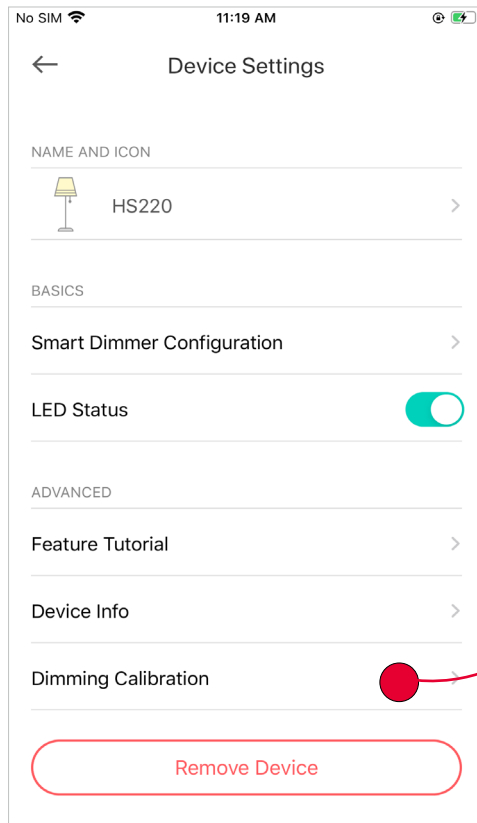 No SIM 11:19 AM
Device Settings
NAME AND ICON
HS220
BASICS
Smart Dimmer Configuration
LED Status
ADVANCED
Feature Tutorial
Device Info
Dimming Calibration
Remove Device